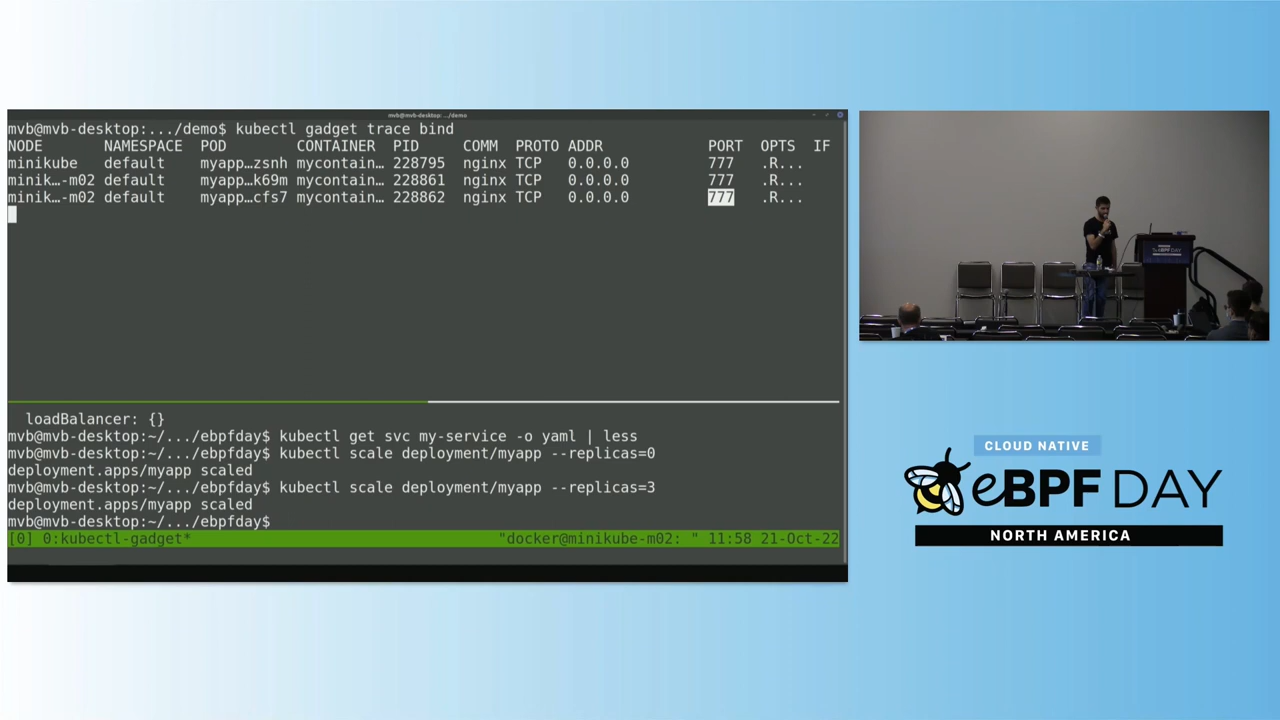 mvb@mvb-desktop: .../demo
mvb@mvb-desktop:.../demo$ kubectl gadget trace bind
NODE NAMESPACE POD CONTAINER PID COMM PROTO ADDR PORT OPTS IF
minikube default myapp…zsnh mycontain… 228795 nginx TCP 0.0.0.0 777 .R...
minik…-m02 default myapp…k69m mycontain… 228861 nginx TCP 0.0.0.0 777 .R...
minik…-m02 default myapp…cfs7 mycontain… 228862 nginx TCP 0.0.0.0 777 .R...
loadBalancer: {}
mvb@mvb-desktop:~/.../ebpfday$ kubectl get svc my-service -o yaml | less
mvb@mvb-desktop:~/.../ebpfday$ kubectl scale deployment/myapp --replicas=0
deployment.apps/myapp scaled
mvb@mvb-desktop:~/.../ebpfday$ kubectl scale deployment/myapp --replicas=3
deployment.apps/myapp scaled
mvb@mvb-desktop:~/.../ebpfday$
[0] 0:kubectl-gadget* "docker@minikube-m02: " 11:58 21-Oct-22
eBPF DAY
CLOUD NATIVE
eBPF DAY
NORTH AMERICA